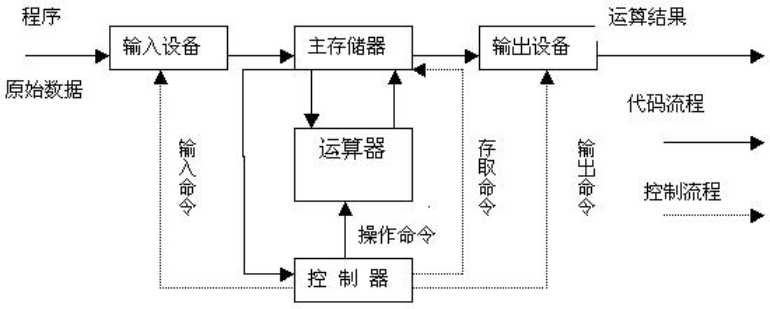 程序
运算结果
输入设备
主存储器
输出设备
原始数据
代码流程
运算器
输入命令
存取命令
输出命令
控制流程
操作命令
控 制 器